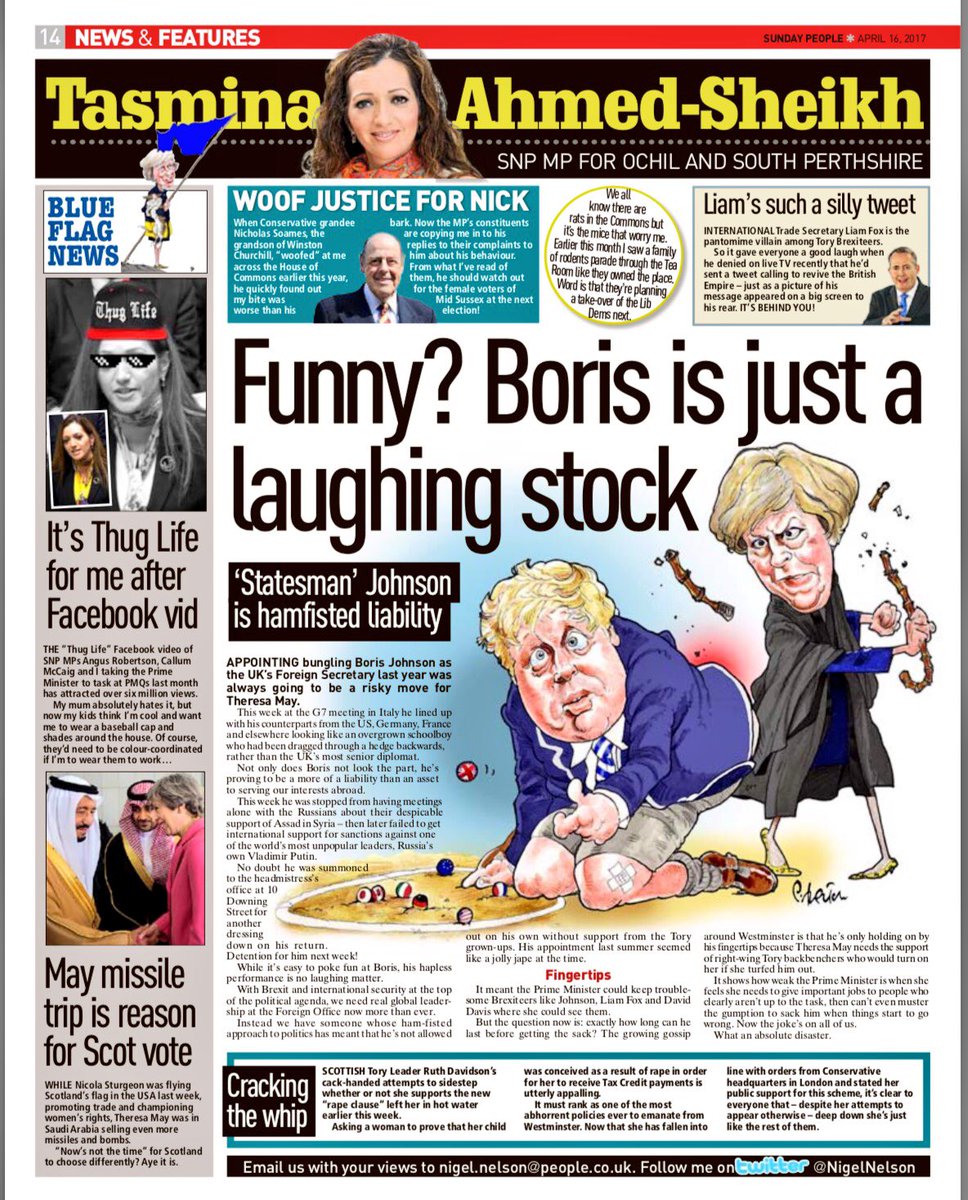 14 NEWS & FEATURES
SUNDAY PEOPLE * APRIL 16, 2017
Tasmina Ahmed-Sheikh
SNP MP FOR OCHIL AND SOUTH PERTHSHIRE
BLUE
FLAG
NEWS
Thug Life
It's Thug Life
for me after
Facebook vid
THE "Thug Life" Facebook video of
SNP MPs Angus Robertson, Callum
McCaig and I taking the Prime
Minister to task at PMQs last month
has attracted over six million views.
My mum absolutely hates it, but
now my kids think I'm cool and want
me to wear a baseball cap and
shades around the house. Of course,
they'd need to be colour-coordinated
if I'm to wear them to work...
May missile
trip is reason
for Scot vote
WHILE Nicola Sturgeon was flying
Scotland's flag in the USA last week,
promoting trade and championing
women's rights, Theresa May was in
Saudi Arabia selling even more
missiles and bombs.
"Now's not the time" for Scotland
to choose differently? Aye it is.
WOOF JUSTICE FOR NICK
When Conservative grandee
Nicholas Soames, the
grandson of Winston
Churchill, "woofed" at me
across the House of
Commons earlier this year,
he quickly found out
my bite was
worse than his
bark. Now the MP's constituents
are copying me in to his
replies to their complaints to
him about his behaviour.
From what I've read of
them, he should watch out
for the female voters of
Mid Sussex at the next
election!
We all
know there are
rats in the Commons but
it's the mice that worry me.
Earlier this month I saw a family
of rodents parade through the Tea
Room like they owned the place.
Word is that they're planning
a take-over of the Lib
Dems next.
Liam's such a silly tweet
INTERNATIONAL Trade Secretary Liam Fox is the
pantomime villain among Tory Brexiteers.
So it gave everyone a good laugh when
he denied on live TV recently that he'd
sent a tweet calling to revive the British
Empire – just as a picture of his
message appeared on a big screen to
his rear. IT'S BEHIND YOU!
Funny? Boris is just a
laughing stock
'Statesman' Johnson
is hamfisted liability
APPOINTING bungling Boris Johnson as
the UK's Foreign Secretary last year was
always going to be a risky move for
Theresa May.
This week at the G7 meeting in Italy he lined up
with his counterparts from the US, Germany, France
and elsewhere looking like an overgrown schoolboy
who had been dragged through a hedge backwards,
rather than the UK's most senior diplomat.
Not only does Boris not look the part, he's
proving to be a more of a liability than an asset
to serving our interests abroad.
This week he was stopped from having meetings
alone with the Russians about their despicable
support of Assad in Syria – then later failed to get
international support for sanctions against one
of the world's most unpopular leaders, Russia's
own Vladimir Putin.
No doubt he was summoned
to the headmistress's
office at 10
Downing
Street for
another
dressing
down on his return.
Detention for him next week!
While it's easy to poke fun at Boris, his hapless
performance is no laughing matter.
With Brexit and international security at the top
of the political agenda, we need real global leader-
ship at the Foreign Office now more than ever.
Instead we have someone whose ham-fisted
approach to politics has meant that he's not allowed
out on his own without support from the Tory
grown-ups. His appointment last summer seemed
like a jolly jape at the time.
Fingertips
It meant the Prime Minister could keep trouble-
some Brexiteers like Johnson, Liam Fox and David
Davis where she could see them.
But the question now is: exactly how long can he
last before getting the sack? The growing gossip
around Westminster is that he's only holding on by
his fingertips because Theresa May needs the support
of right-wing Tory backbenchers who would turn on
her if she turfed him out.
It shows how weak the Prime Minister is when she
feels she needs to give important jobs to people who
clearly aren't up to the task, then can't even muster
the gumption to sack him when things start to go
wrong. Now the joke's on all of us.
What an absolute disaster.
Cracking
the whip
SCOTTISH Tory Leader Ruth Davidson's
cack-handed attempts to sidestep
whether or not she supports the new
"rape clause" left her in hot water
earlier this week.
Asking a woman to prove that her child
was conceived as a result of rape in order
for her to receive Tax Credit payments is
utterly appalling.
It must rank as one of the most
abhorrent policies ever to emanate from
Westminster. Now that she has fallen into
line with orders from Conservative
headquarters in London and stated her
public support for this scheme, it's clear to
everyone that – despite her attempts to
appear otherwise – deep down she's just
like the rest of them.
Email us with your views to nigel.nelson@people.co.uk. Follow me on twitter @NigelNelson